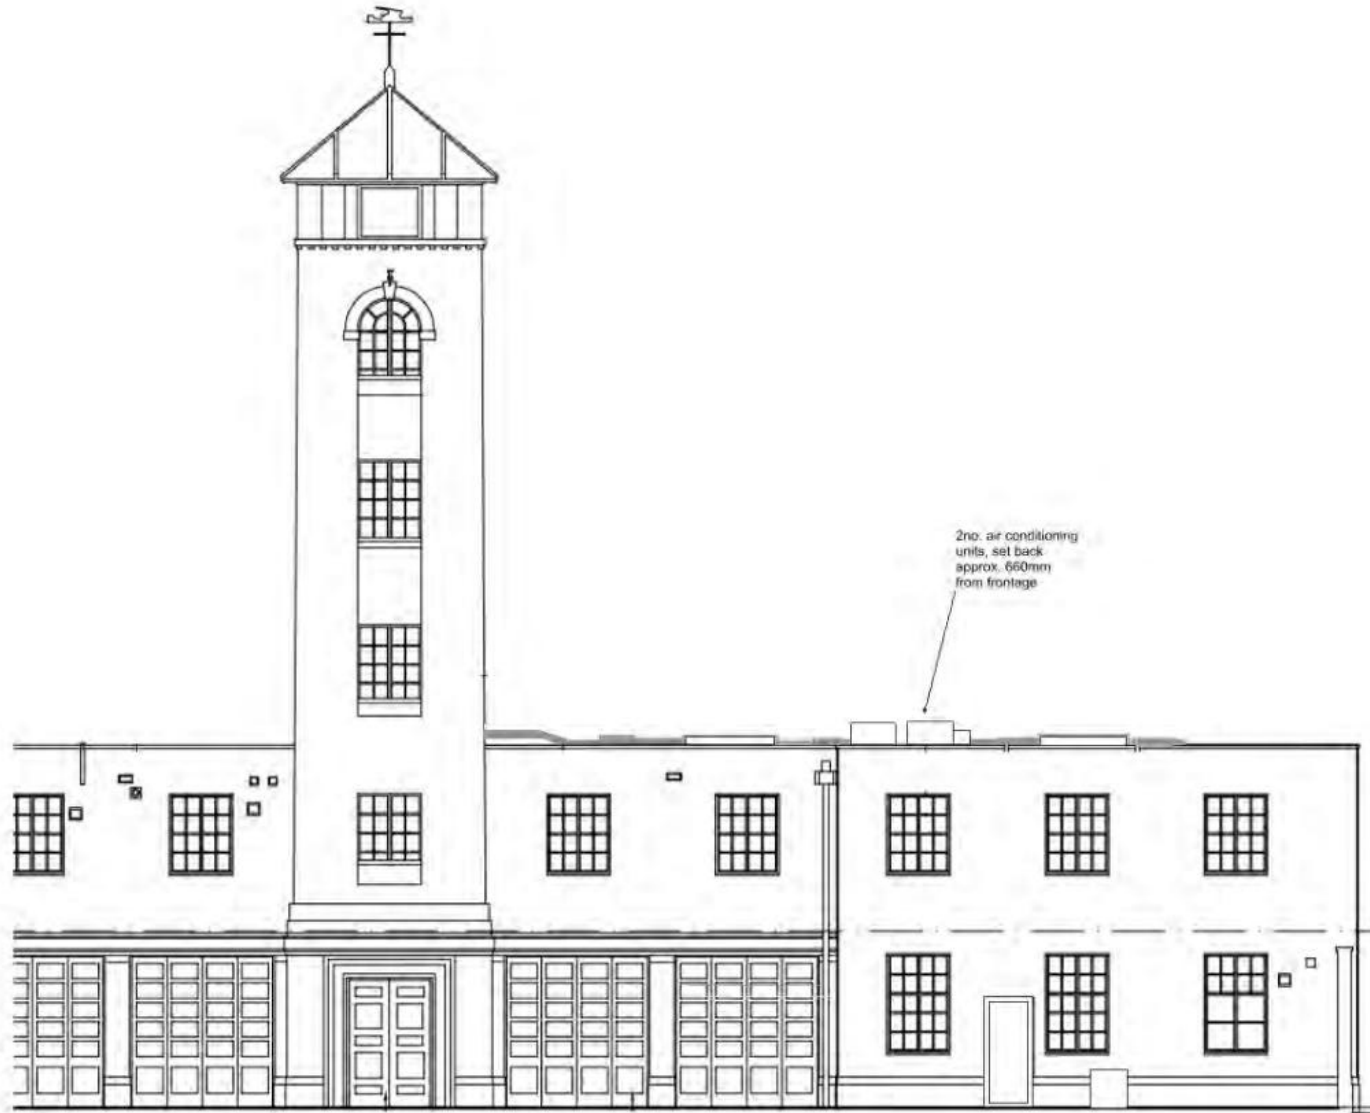 2no. air conditioning
units, set back
approx. 660mm
from frontage